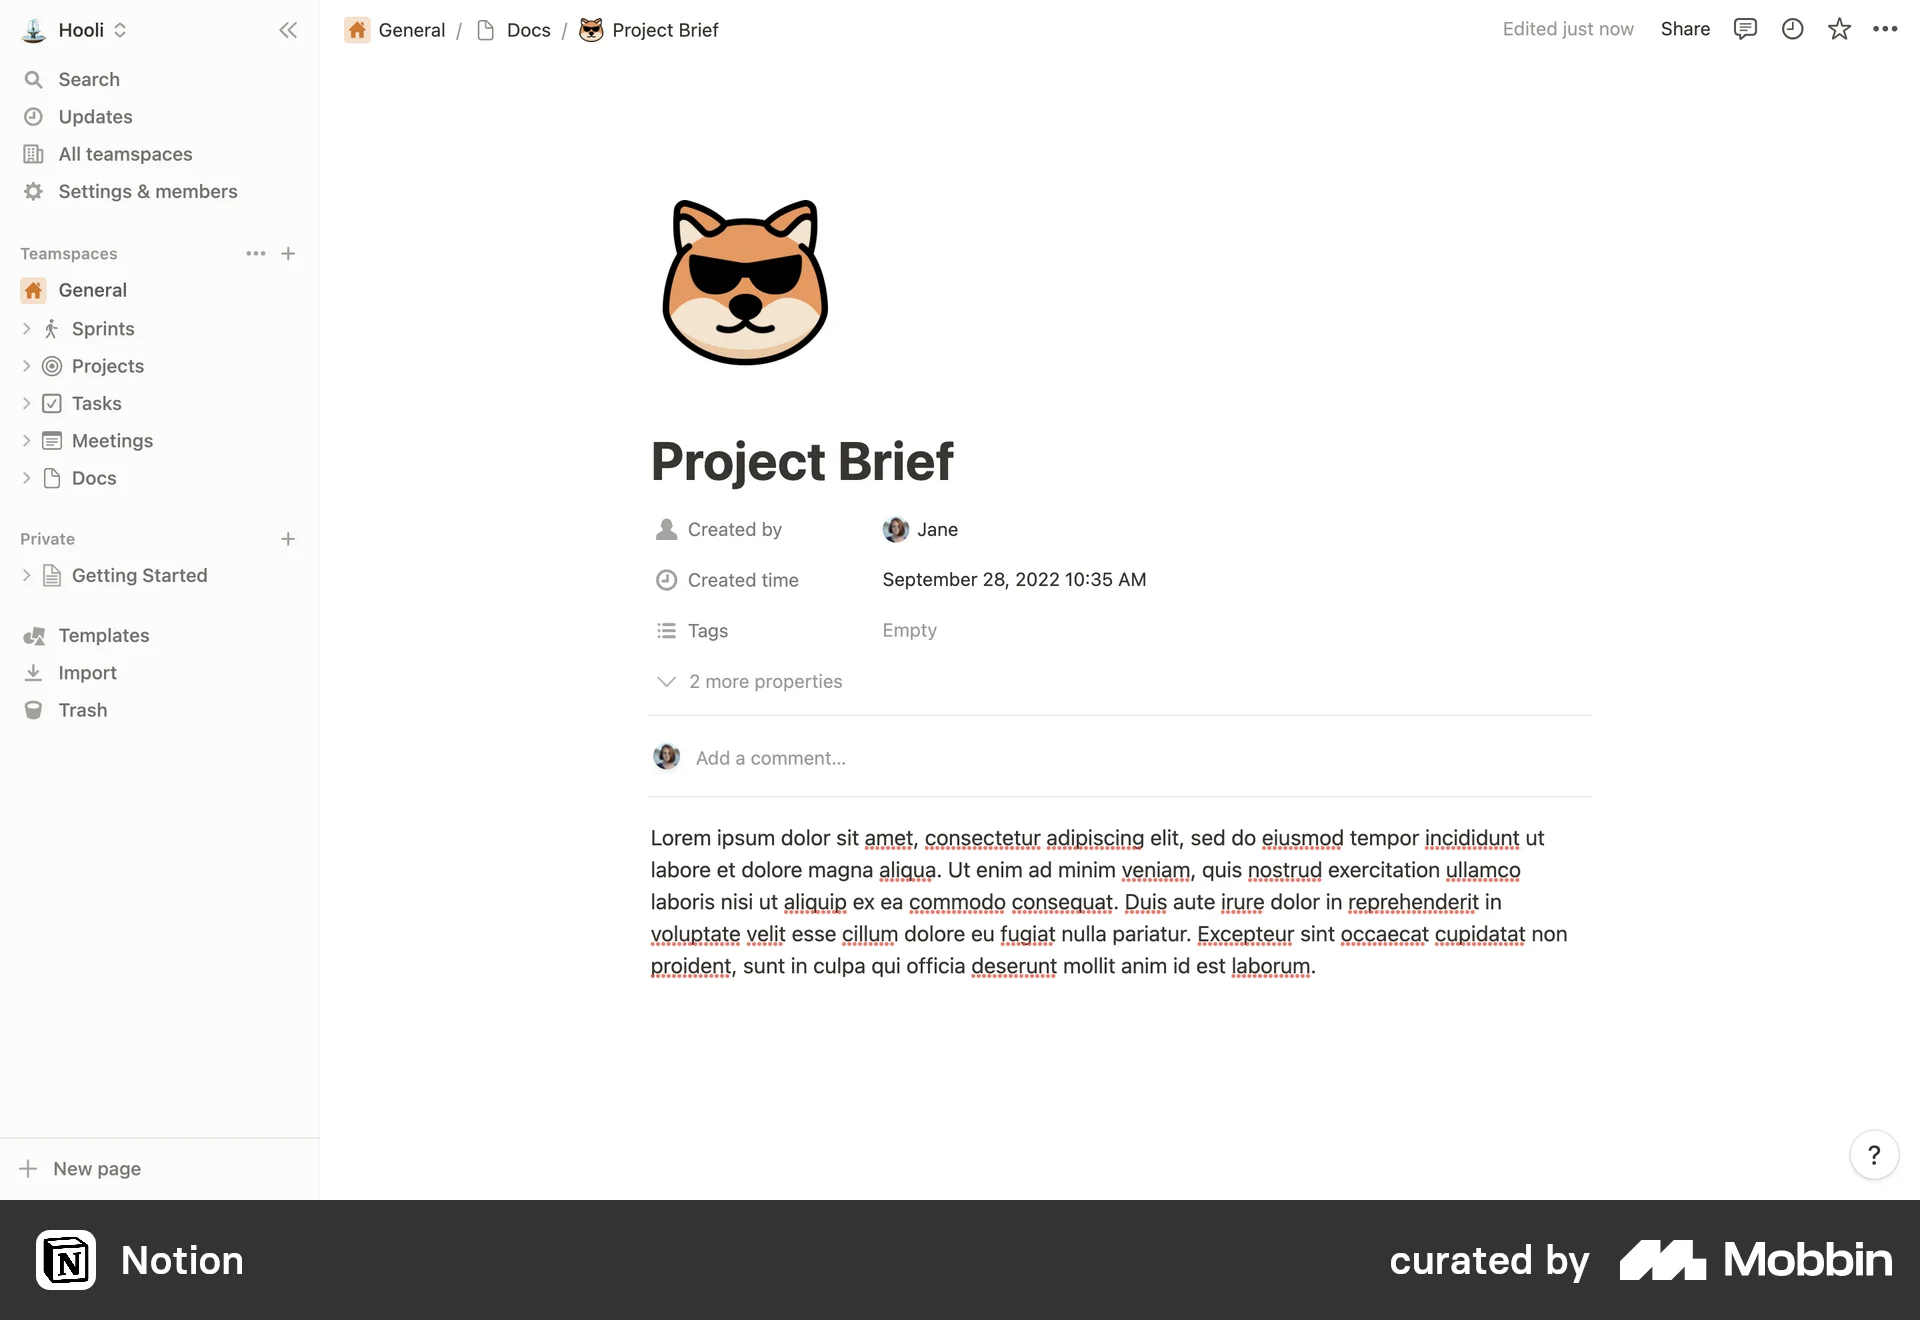 Hooli
Search
Updates
All teamspaces
Settings & members
Teamspaces
General
Sprints
Projects
Tasks
Meetings
Docs
Private
Getting Started
Templates
Import
Trash
New page
General / Docs / Project Brief
Edited just now Share
Project Brief
Created by Jane
Created time September 28, 2022 10:35 AM
Tags Empty
2 more properties
Add a comment...
Lorem ipsum dolor sit amet, consectetur adipiscing elit, sed do eiusmod tempor incididunt ut
labore et dolore magna aliqua. Ut enim ad minim veniam, quis nostrud exercitation ullamco
laboris nisi ut aliquip ex ea commodo consequat. Duis aute irure dolor in reprehenderit in
voluptate velit esse cillum dolore eu fugiat nulla pariatur. Excepteur sint occaecat cupidatat non
proident, sunt in culpa qui officia deserunt mollit anim id est laborum.
?
N Notion
curated by Mobbin